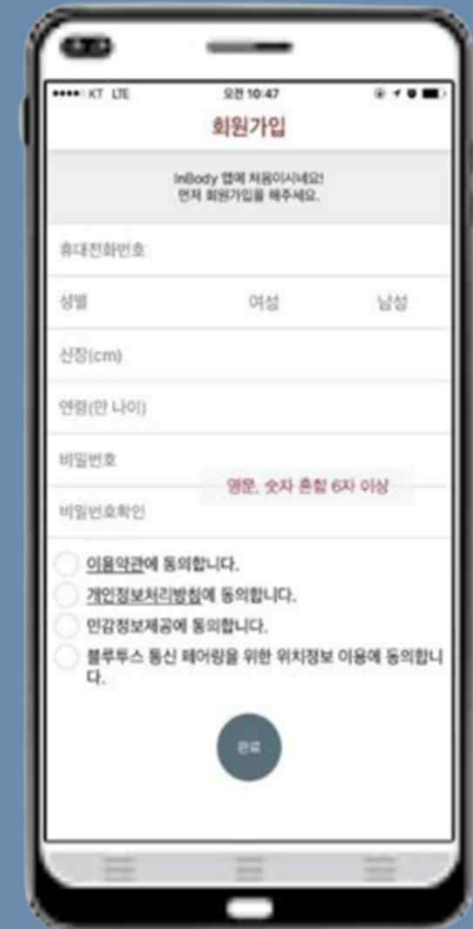 KT LTE 오전 10:47
회원가입
InBody 앱에 처음이시네요!
먼저 회원가입을 해주세요.
휴대전화번호
성별 여성 남성
신장(cm)
연령(만 나이)
비밀번호
영문, 숫자 혼합 6자 이상
비밀번호확인
이용약관에 동의합니다.
개인정보처리방침에 동의합니다.
민감정보제공에 동의합니다.
블루투스 통신 페어링을 위한 위치정보 이용에 동의합니
다.
완료